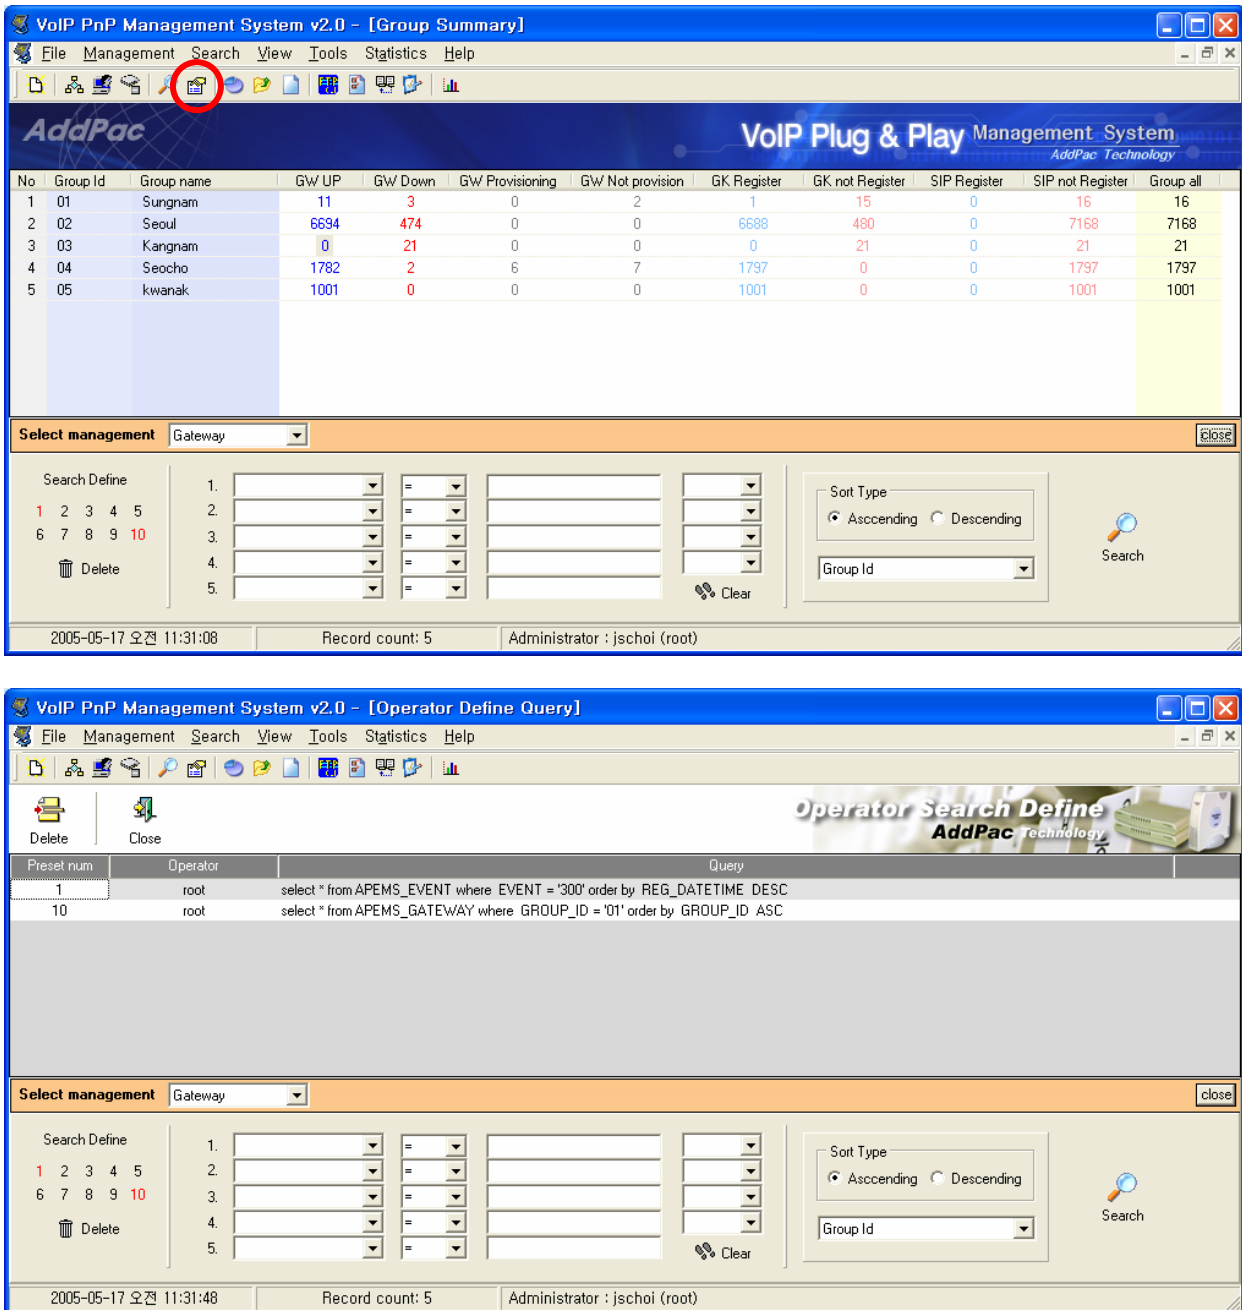 VoIP PnP Management System v2.0 - [Group Summary]
File Management Search View Tools Statistics Help
AddPac
VoIP Plug & Play Management System
AddPac Technology
No Group Id Group name GW UP GW Down GW Provisioning GW Not provision GK Register GK not Register SIP Register SIP not Register Group all
1 01 Sungnam 11 3 0 2 1 15 0 16 16
2 02 Seoul 6694 474 0 0 6688 480 0 7168 7168
3 03 Kangnam 0 21 0 0 0 21 0 21 21
4 04 Seocho 1782 2 6 7 1797 0 0 1797 1797
5 05 kwanak 1001 0 0 0 1001 0 0 1001 1001
Select management Gateway close
Search Define
1 2 3 4 5
6 7 8 9 10
Delete
1. =
2. =
3. =
4. =
5. =
Clear
Sort Type
Asccending Descending
Group Id
Search
2005-05-17 오전 11:31:08 Record count: 5 Administrator : jschoi (root)
VoIP PnP Management System v2.0 - [Operator Define Query]
File Management Search View Tools Statistics Help
Delete Close
Operator Search Define
AddPac Technology
Preset num Operator Query
1 root select * from APEMS_EVENT where EVENT = '300' order by REG_DATETIME DESC
10 root select * from APEMS_GATEWAY where GROUP_ID = '01' order by GROUP_ID ASC
Select management Gateway close
Search Define
1 2 3 4 5
6 7 8 9 10
Delete
1. =
2. =
3. =
4. =
5. =
Clear
Sort Type
Asccending Descending
Group Id
Search
2005-05-17 오전 11:31:48 Record count: 5 Administrator : jschoi (root)